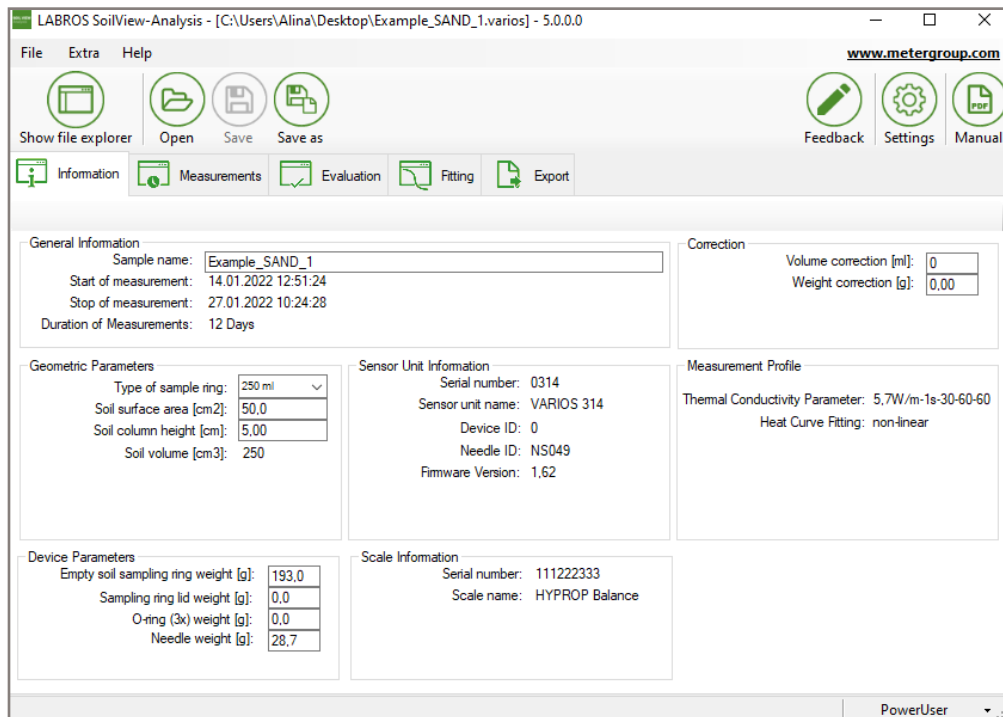 LABROS SoilView-Analysis - [C:\Users\Alina\Desktop\Example_SAND_1.varios] - 5.0.0.0
File Extra Help www.metergroup.com
Show file explorer Open Save Save as Feedback Settings Manual
Information Measurements Evaluation Fitting Export
General Information
Sample name: Example_SAND_1
Start of measurement: 14.01.2022 12:51:24
Stop of measurement: 27.01.2022 10:24:28
Duration of Measurements: 12 Days
Correction
Volume correction [ml]: 0
Weight correction [g]: 0,00
Geometric Parameters
Type of sample ring: 250 ml
Soil surface area [cm2]: 50,0
Soil column height [cm]: 5,00
Soil volume [cm3]: 250
Sensor Unit Information
Serial number: 0314
Sensor unit name: VARIOS 314
Device ID: 0
Needle ID: NS049
Firmware Version: 1,62
Measurement Profile
Thermal Conductivity Parameter: 5,7W/m-1s-30-60-60
Heat Curve Fitting: non-linear
Device Parameters
Empty soil sampling ring weight [g]: 193,0
Sampling ring lid weight [g]: 0,0
O-ring (3x) weight [g]: 0,0
Needle weight [g]: 28,7
Scale Information
Serial number: 111222333
Scale name: HYPROP Balance
PowerUser